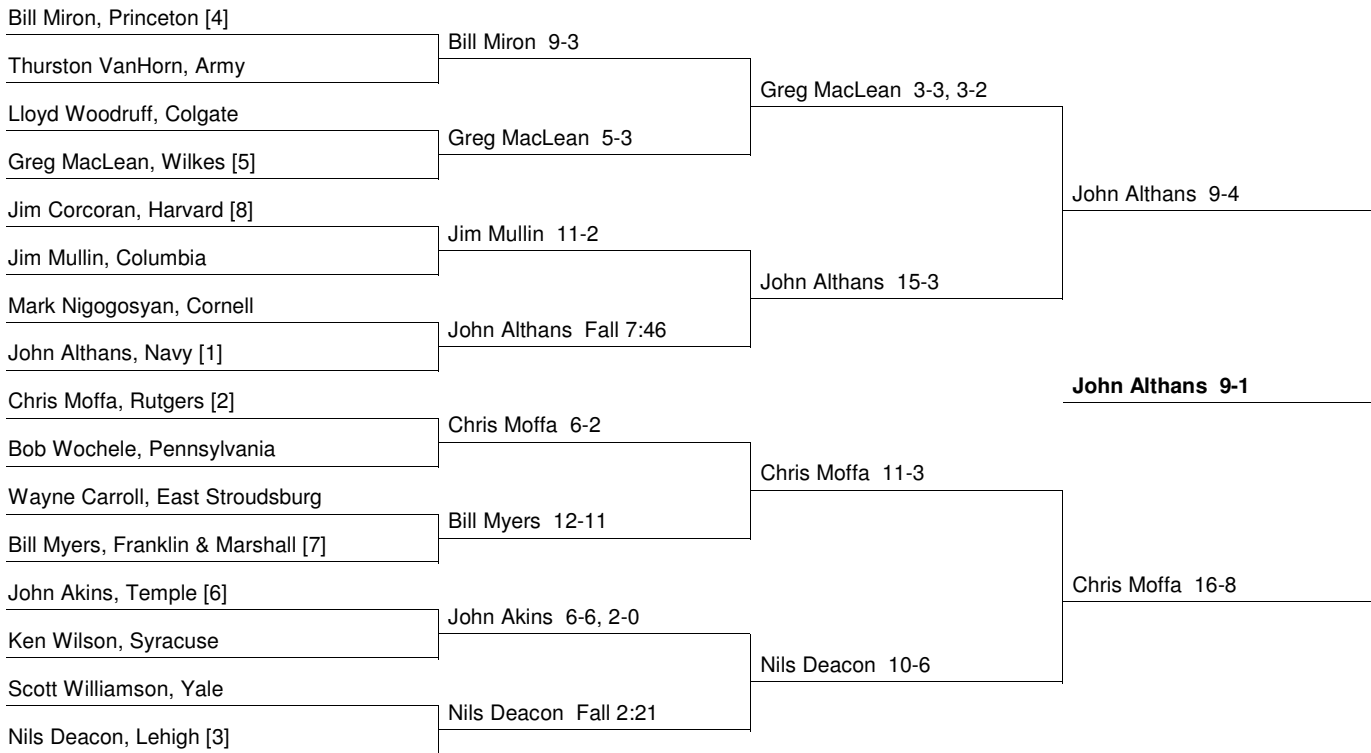 Bill Miron, Princeton [4]
Bill Miron 9-3
Thurston VanHorn, Army
Greg MacLean 3-3, 3-2
Lloyd Woodruff, Colgate
Greg MacLean 5-3
Greg MacLean, Wilkes [5]
John Althans 9-4
Jim Corcoran, Harvard [8]
Jim Mullin 11-2
Jim Mullin, Columbia
John Althans 15-3
Mark Nigogosyan, Cornell
John Althans Fall 7:46
John Althans, Navy [1]
John Althans 9-1
Chris Moffa, Rutgers [2]
Chris Moffa 6-2
Bob Wochele, Pennsylvania
Chris Moffa 11-3
Wayne Carroll, East Stroudsburg
Bill Myers 12-11
Bill Myers, Franklin & Marshall [7]
Chris Moffa 16-8
John Akins, Temple [6]
John Akins 6-6, 2-0
Ken Wilson, Syracuse
Nils Deacon 10-6
Scott Williamson, Yale
Nils Deacon Fall 2:21
Nils Deacon, Lehigh [3]